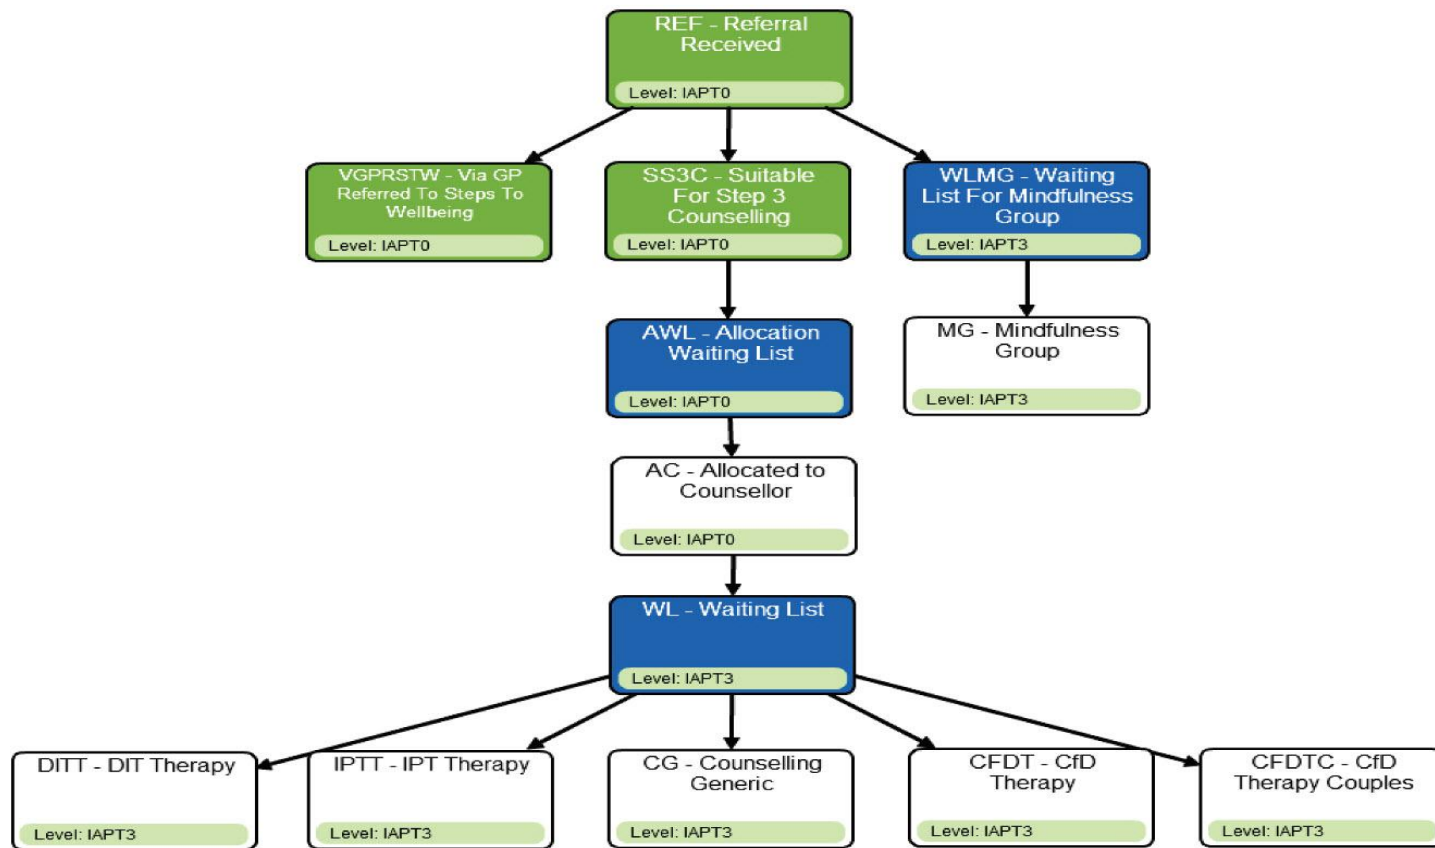 REF - Referral
Received
Level: IAPT0
VGPRSTW - Via GP
Referred To Steps To
Wellbeing
Level: IAPT0
SS3C - Suitable
For Step 3
Counselling
Level: IAPT0
WLMG - Waiting
List For Mindfulness
Group
Level: IAPT3
AWL - Allocation
Waiting List
Level: IAPT0
MG - Mindfulness
Group
Level: IAPT3
AC - Allocated to
Counsellor
Level: IAPT0
WL - Waiting List
Level: IAPT3
DITT - DIT Therapy
Level: IAPT3
IPTT - IPT Therapy
Level: IAPT3
CG - Counselling
Generic
Level: IAPT3
CFDT - CfD
Therapy
Level: IAPT3
CFDTC - CfD
Therapy Couples
Level: IAPT3